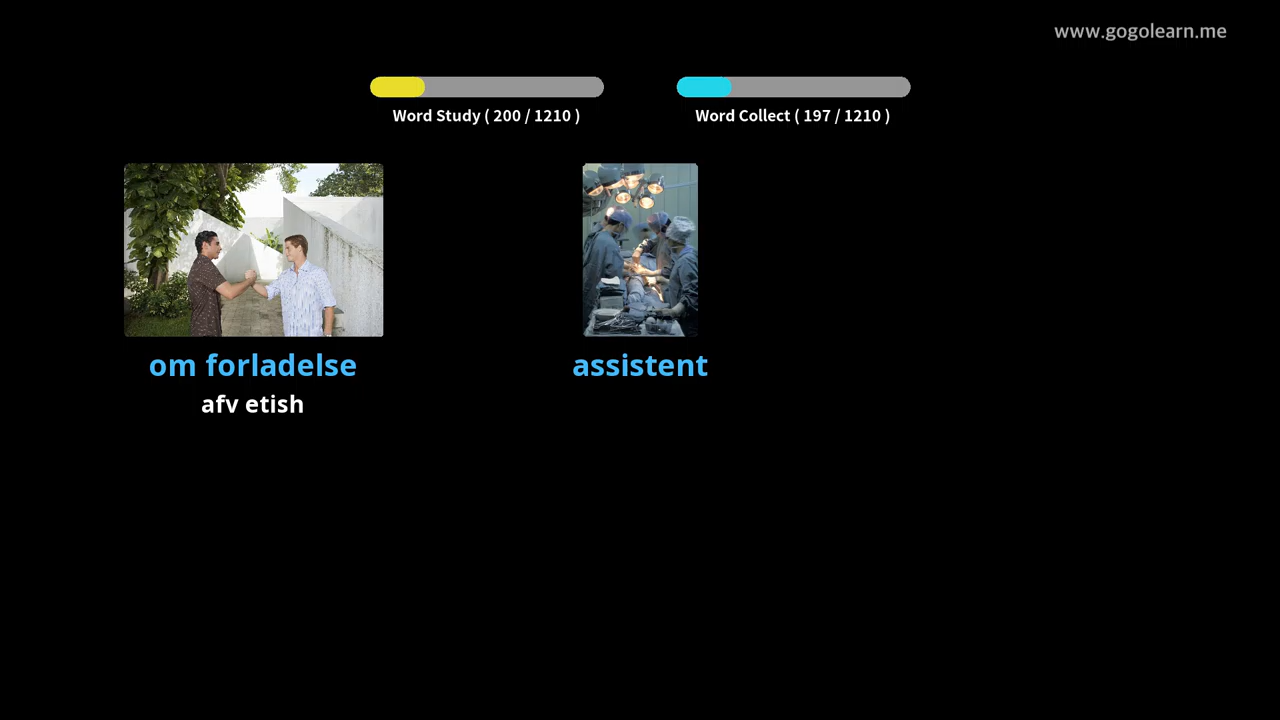 www.gogolearn.me
Word Study ( 200 / 1210 )
Word Collect ( 197 / 1210 )
om forladelse
afv etish
assistent